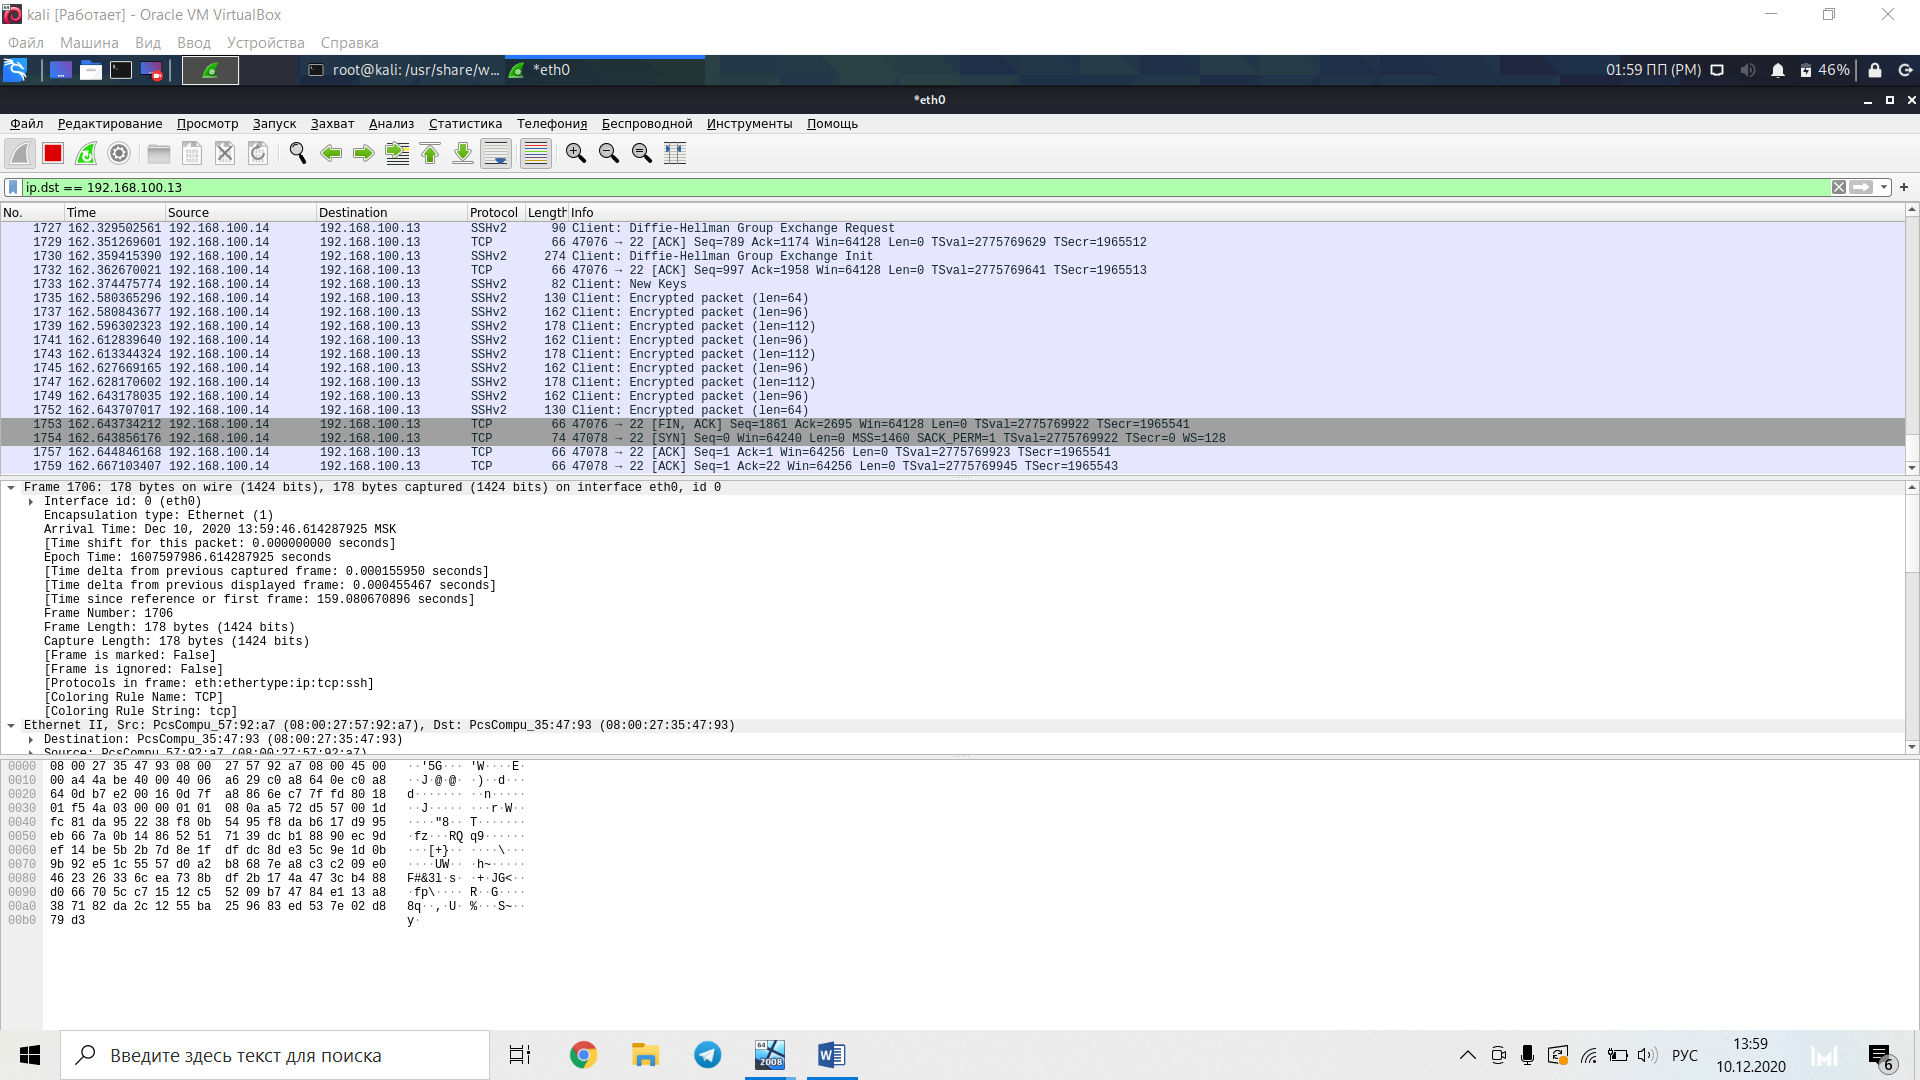 kali [Работает] - Oracle VM VirtualBox
Файл Машина Вид Ввод Устройства Справка
root@kali: /usr/share/w... *eth0 01:59 ПП (PM) 46%
*eth0
Файл Редактирование Просмотр Запуск Захват Анализ Статистика Телефония Беспроводной Инструменты Помощь
ip.dst == 192.168.100.13
No. Time Source Destination Protocol Length Info
1727 162.329502561 192.168.100.14 192.168.100.13 SSHv2 90 Client: Diffie-Hellman Group Exchange Request
1729 162.351269601 192.168.100.14 192.168.100.13 TCP 66 47076 → 22 [ACK] Seq=789 Ack=1174 Win=64128 Len=0 TSval=2775769629 TSecr=1965512
1730 162.359415390 192.168.100.14 192.168.100.13 SSHv2 274 Client: Diffie-Hellman Group Exchange Init
1732 162.362670021 192.168.100.14 192.168.100.13 TCP 66 47076 → 22 [ACK] Seq=997 Ack=1958 Win=64128 Len=0 TSval=2775769641 TSecr=1965513
1733 162.374475774 192.168.100.14 192.168.100.13 SSHv2 82 Client: New Keys
1735 162.580365296 192.168.100.14 192.168.100.13 SSHv2 130 Client: Encrypted packet (len=64)
1737 162.580843677 192.168.100.14 192.168.100.13 SSHv2 162 Client: Encrypted packet (len=96)
1739 162.596302323 192.168.100.14 192.168.100.13 SSHv2 178 Client: Encrypted packet (len=112)
1741 162.612839640 192.168.100.14 192.168.100.13 SSHv2 162 Client: Encrypted packet (len=96)
1743 162.613344324 192.168.100.14 192.168.100.13 SSHv2 178 Client: Encrypted packet (len=112)
1745 162.627669165 192.168.100.14 192.168.100.13 SSHv2 162 Client: Encrypted packet (len=96)
1747 162.628170602 192.168.100.14 192.168.100.13 SSHv2 178 Client: Encrypted packet (len=112)
1749 162.643178035 192.168.100.14 192.168.100.13 SSHv2 162 Client: Encrypted packet (len=96)
1752 162.643707017 192.168.100.14 192.168.100.13 SSHv2 130 Client: Encrypted packet (len=64)
1753 162.643734212 192.168.100.14 192.168.100.13 TCP 66 47076 → 22 [FIN, ACK] Seq=1861 Ack=2695 Win=64128 Len=0 TSval=2775769922 TSecr=1965541
1754 162.643856176 192.168.100.14 192.168.100.13 TCP 74 47078 → 22 [SYN] Seq=0 Win=64240 Len=0 MSS=1460 SACK_PERM=1 TSval=2775769922 TSecr=0 WS=128
1757 162.644846168 192.168.100.14 192.168.100.13 TCP 66 47078 → 22 [ACK] Seq=1 Ack=1 Win=64256 Len=0 TSval=2775769923 TSecr=1965541
1759 162.667103407 192.168.100.14 192.168.100.13 TCP 66 47078 → 22 [ACK] Seq=1 Ack=22 Win=64256 Len=0 TSval=2775769945 TSecr=1965543
Frame 1706: 178 bytes on wire (1424 bits), 178 bytes captured (1424 bits) on interface eth0, id 0
Interface id: 0 (eth0)
Encapsulation type: Ethernet (1)
Arrival Time: Dec 10, 2020 13:59:46.614287925 MSK
[Time shift for this packet: 0.000000000 seconds]
Epoch Time: 1607597986.614287925 seconds
[Time delta from previous captured frame: 0.000155950 seconds]
[Time delta from previous displayed frame: 0.000455467 seconds]
[Time since reference or first frame: 159.080670896 seconds]
Frame Number: 1706
Frame Length: 178 bytes (1424 bits)
Capture Length: 178 bytes (1424 bits)
[Frame is marked: False]
[Frame is ignored: False]
[Protocols in frame: eth:ethertype:ip:tcp:ssh]
[Coloring Rule Name: TCP]
[Coloring Rule String: tcp]
Ethernet II, Src: PcsCompu_57:92:a7 (08:00:27:57:92:a7), Dst: PcsCompu_35:47:93 (08:00:27:35:47:93)
Destination: PcsCompu_35:47:93 (08:00:27:35:47:93)
Source: PcsCompu_57:92:a7 (08:00:27:57:92:a7)
0000 08 00 27 35 47 93 08 00 27 57 92 a7 08 00 45 00 ··'5G··· 'W····E·
0010 00 a4 4a be 40 00 40 06 a6 29 c0 a8 64 0e c0 a8 ··J·@·@· ·)··d···
0020 64 0d b7 e2 00 16 0d 7f a8 86 6e c7 7f fd 80 18 d······· ··n·····
0030 01 f5 4a 03 00 00 01 01 08 0a a5 72 d5 57 00 1d ··J····· ···r·W··
0040 fc 81 da 95 22 38 f8 0b 54 95 f8 da b6 17 d9 95 ····"8·· T·······
0050 eb 66 7a 0b 14 86 52 51 71 39 dc b1 88 90 ec 9d ·fz···RQ q9······
0060 ef 14 be 5b 2b 7d 8e 1f df dc 8d e3 5c 9e 1d 0b ···[+}·· ····\···
0070 9b 92 e5 1c 55 57 d0 a2 b8 68 7e a8 c3 c2 09 e0 ····UW·· ·h~·····
0080 46 23 26 33 6c ea 73 8b df 2b 17 4a 47 3c b4 88 F#&3l·s· ·+·JG<··
0090 d0 66 70 5c c7 15 12 c5 52 09 b7 47 84 e1 13 a8 ·fp\···· R··G····
00a0 38 71 82 da 2c 12 55 ba 25 96 83 ed 53 7e 02 d8 8q··,·U· %···S~··
00b0 79 d3 y·
Введите здесь текст для поиска
64 2008 W РУС 13:59
10.12.2020 6